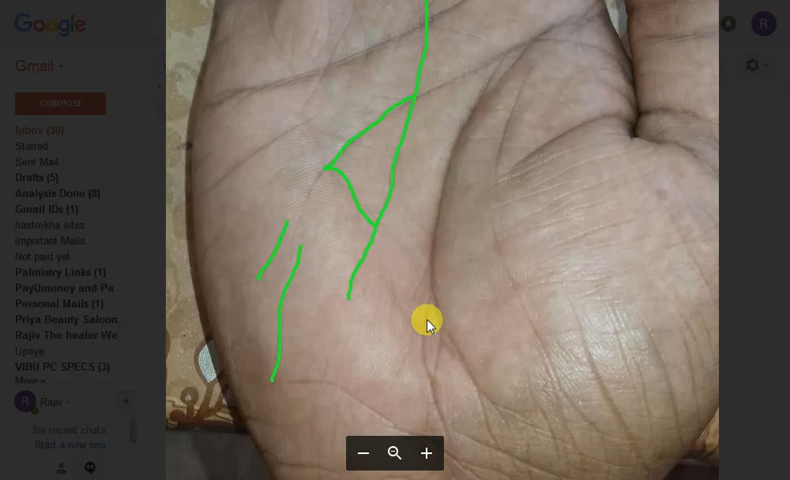 Google
R
Gmail
COMPOSE
Inbox (30)
Starred
Sent Mail
Drafts (5)
Analysis Done (8)
Gmail IDs (1)
hastrekha sites
Important Mails
Not paid yet
Palmistry Links (1)
PayUmoney and Pa
Personal Mails (1)
Priya Beauty Saloon
Rajiv The healer We
Upaye
VIBU PC SPECS (3)
More
R Rajiv +
No recent chats
Start a new one